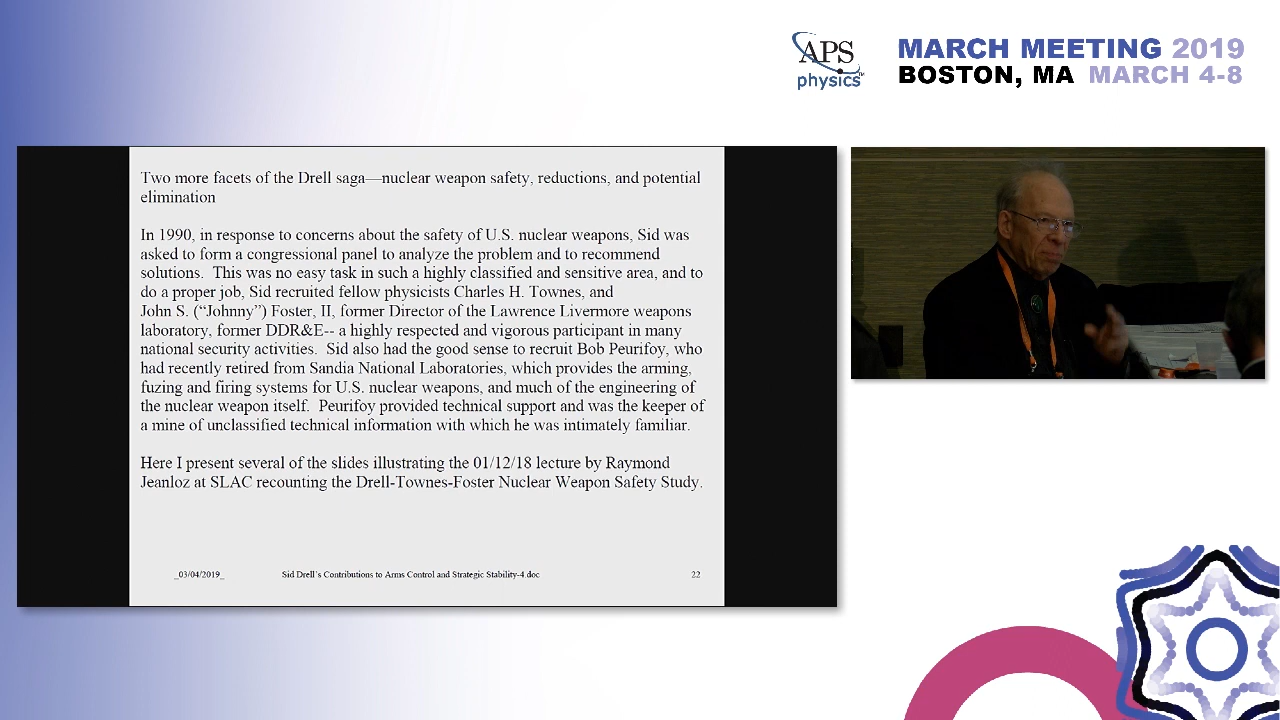 APS
physics
MARCH MEETING 2019
BOSTON, MA MARCH 4-8
Two more facets of the Drell saga—nuclear weapon safety, reductions, and potential
elimination
In 1990, in response to concerns about the safety of U.S. nuclear weapons, Sid was
asked to form a congressional panel to analyze the problem and to recommend
solutions. This was no easy task in such a highly classified and sensitive area, and to
do a proper job, Sid recruited fellow physicists Charles H. Townes, and
John S. (“Johnny”) Foster, II, former Director of the Lawrence Livermore weapons
laboratory, former DDR&E-- a highly respected and vigorous participant in many
national security activities. Sid also had the good sense to recruit Bob Peurifoy, who
had recently retired from Sandia National Laboratories, which provides the arming,
fuzing and firing systems for U.S. nuclear weapons, and much of the engineering of
the nuclear weapon itself. Peurifoy provided technical support and was the keeper of
a mine of unclassified technical information with which he was intimately familiar.
Here I present several of the slides illustrating the 01/12/18 lecture by Raymond
Jeanloz at SLAC recounting the Drell-Townes-Foster Nuclear Weapon Safety Study.
_03/04/2019_ Sid Drell’s Contributions to Arms Control and Strategic Stability-4.doc 22